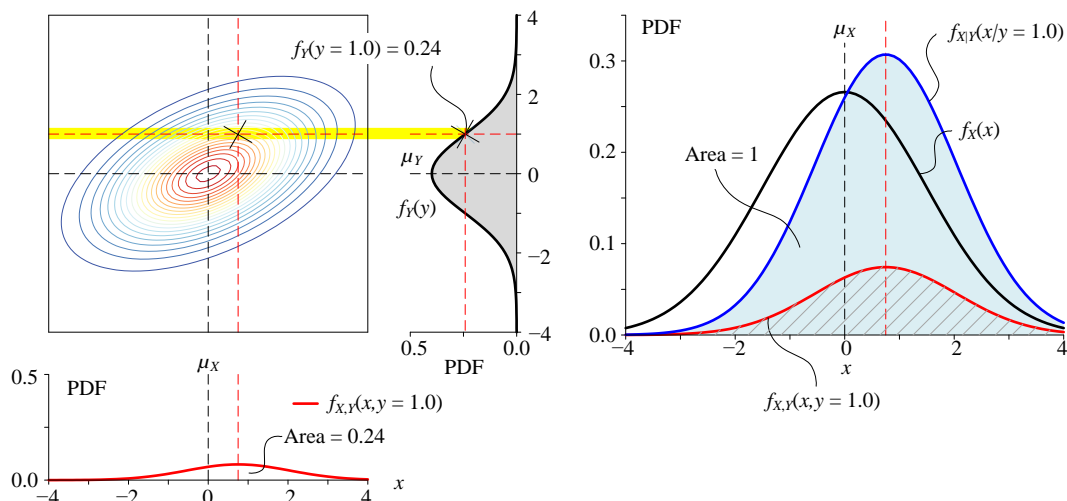 f_Y(y = 1.0) = 0.24
4
2
0
−2
−4
μ_Y
f_Y(y)
0.5
0.0
PDF
μ_X
0.5
PDF
f_{X,Y}(x,y = 1.0)
Area = 0.24
0.0
−4
−2
0
2
4
x
PDF
μ_X
f_{X|Y}(x/y = 1.0)
0.3
f_X(x)
0.2
Area = 1
0.1
0.0
−4
−2
0
2
4
x
f_{X,Y}(x,y = 1.0)